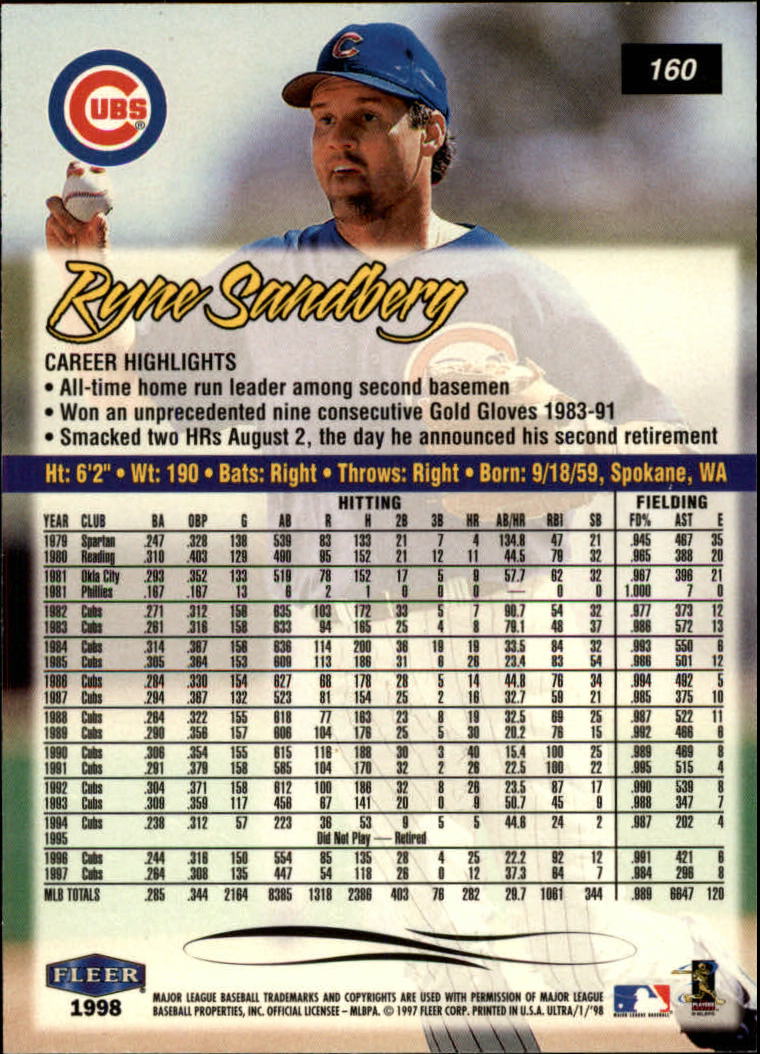 160
CUBS
Ryne Sandberg
CAREER HIGHLIGHTS
• All-time home run leader among second basemen
• Won an unprecedented nine consecutive Gold Gloves 1983-91
• Smacked two HRs August 2, the day he announced his second retirement
Ht: 6'2" • Wt: 190 • Bats: Right • Throws: Right • Born: 9/18/59, Spokane, WA
HITTING FIELDING
YEAR CLUB BA OBP G AB R H 2B 3B HR AB/HR RBI SB FD% AST E
1979 Spartan .247 .328 138 539 83 133 21 7 4 134.8 47 21 .945 467 35
1980 Reading .310 .403 129 490 95 152 21 12 11 44.5 79 32 .965 388 20
1981 Okla City .293 .352 133 519 78 152 17 5 9 57.7 62 32 .967 396 21
1981 Phillies .167 .167 13 6 2 1 0 0 0 — 0 0 1.000 7 0
1982 Cubs .271 .312 156 635 103 172 33 5 7 90.7 54 32 .977 373 12
1983 Cubs .261 .316 158 633 94 165 25 4 8 79.1 48 37 .986 572 13
1984 Cubs .314 .367 156 636 114 200 36 19 19 33.5 84 32 .993 550 6
1985 Cubs .305 .364 153 609 113 186 31 6 26 23.4 83 54 .986 501 12
1986 Cubs .284 .330 154 627 68 178 28 5 14 44.8 76 34 .994 492 5
1987 Cubs .294 .367 132 523 81 154 25 2 16 32.7 59 21 .985 375 10
1988 Cubs .264 .322 155 618 77 163 23 8 19 32.5 69 25 .987 522 11
1989 Cubs .290 .356 157 606 104 176 25 5 30 20.2 76 15 .992 466 6
1990 Cubs .306 .354 155 615 116 188 30 3 40 15.4 100 25 .989 469 8
1991 Cubs .291 .379 158 585 104 170 32 2 26 22.5 100 22 .995 515 4
1992 Cubs .304 .371 158 612 100 186 32 8 26 23.5 87 17 .990 539 8
1993 Cubs .309 .359 117 456 67 141 20 0 9 50.7 45 9 .988 347 7
1994 Cubs .238 .312 57 223 36 53 9 5 5 44.6 24 2 .987 202 4
1995 Did Not Play — Retired
1996 Cubs .244 .316 150 554 85 135 28 4 25 22.2 92 12 .991 421 6
1997 Cubs .264 .308 135 447 54 118 26 0 12 37.3 64 7 .984 296 8
MLB TOTALS .285 .344 2164 8385 1318 2386 403 76 282 29.7 1061 344 .989 6647 120
FLEER
1998
MAJOR LEAGUE BASEBALL TRADEMARKS AND COPYRIGHTS ARE USED WITH PERMISSION OF MAJOR LEAGUE
BASEBALL PROPERTIES, INC. OFFICIAL LICENSEE – MLBPA. © 1997 FLEER CORP. PRINTED IN U.S.A. ULTRA/1/'98